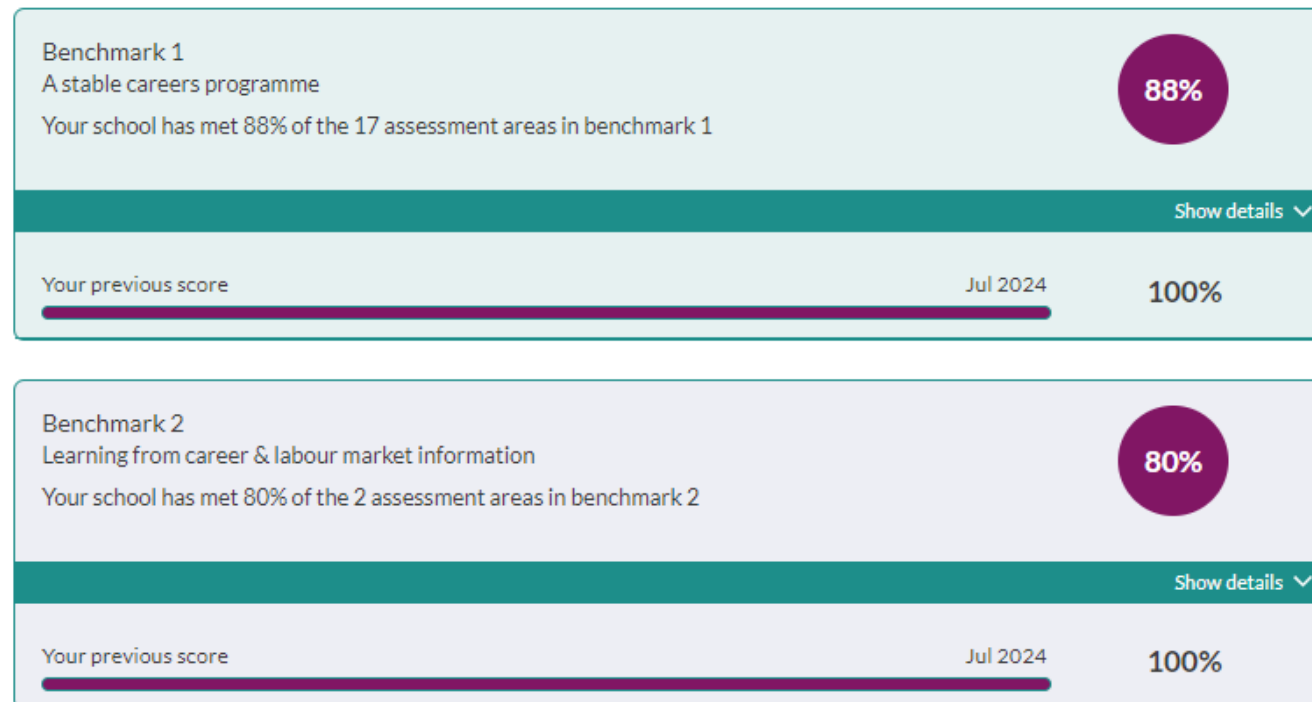 Benchmark 1
A stable careers programme
88%
Your school has met 88% of the 17 assessment areas in benchmark 1
Show details
Your previous score Jul 2024 100%
Benchmark 2
Learning from career & labour market information
80%
Your school has met 80% of the 2 assessment areas in benchmark 2
Show details
Your previous score Jul 2024 100%